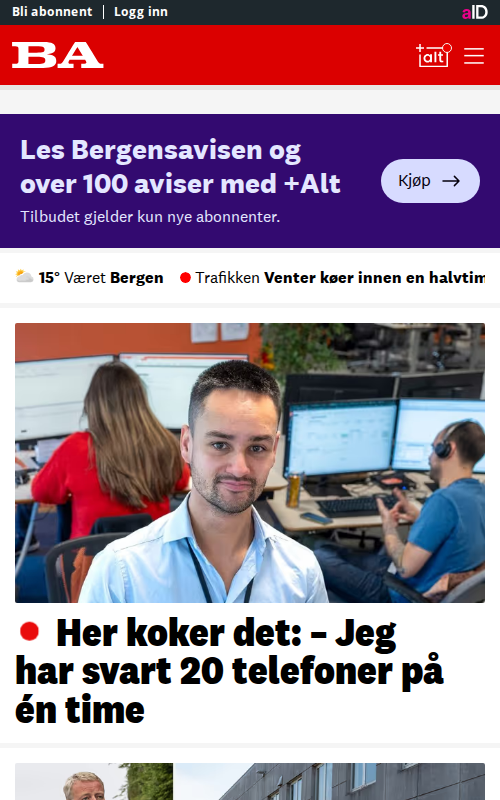 Bli abonnent | Logg inn
aID
BA
+alt
Les Bergensavisen og
over 100 aviser med +Alt
Tilbudet gjelder kun nye abonnenter.
Kjøp →
15° Været Bergen
Trafikken Venter køer innen en halvtim
Her koker det: – Jeg
har svart 20 telefoner på
én time